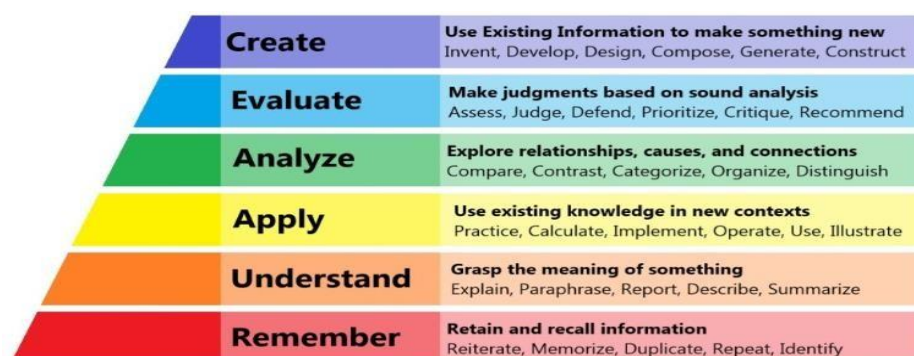 Create
Use Existing Information to make something new
Invent, Develop, Design, Compose, Generate, Construct
Evaluate
Make judgments based on sound analysis
Assess, Judge, Defend, Prioritize, Critique, Recommend
Analyze
Explore relationships, causes, and connections
Compare, Contrast, Categorize, Organize, Distinguish
Apply
Use existing knowledge in new contexts
Practice, Calculate, Implement, Operate, Use, Illustrate
Understand
Grasp the meaning of something
Explain, Paraphrase, Report, Describe, Summarize
Remember
Retain and recall information
Reiterate, Memorize, Duplicate, Repeat, Identify